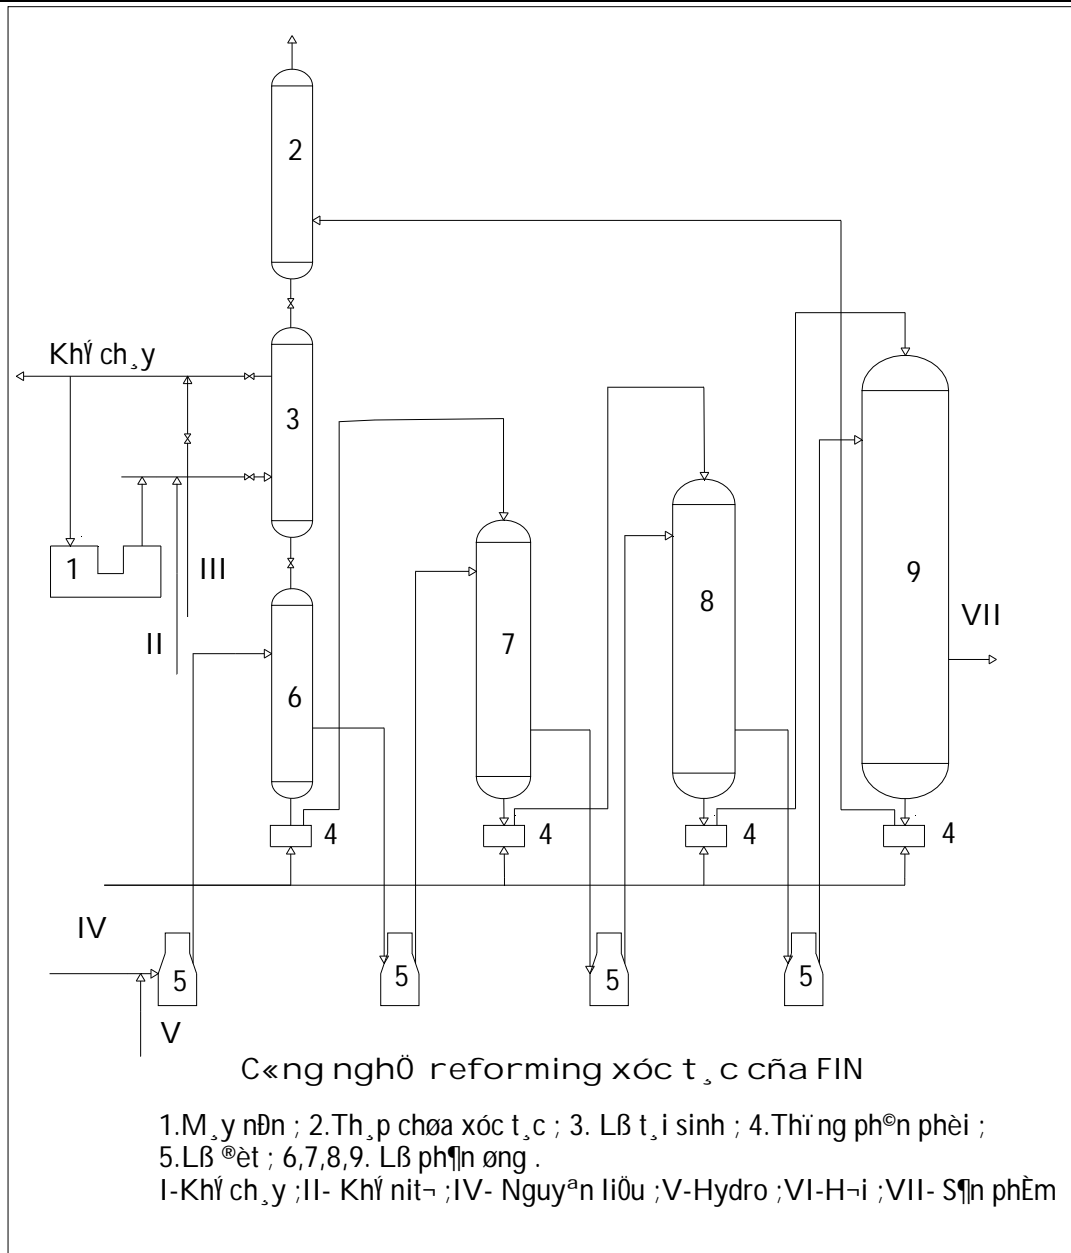 2
KhÝ ch¸y
3
1
III
II
6
7
8
9
VII
4
4
4
4
IV
5
5
5
5
V
C«ng nghÖ reforming xóc t¸c cña FIN
1.M¸y nÐn ; 2.Th¸p chøa xóc t¸c ; 3. Lß t¸i sinh ; 4.Thïng ph©n phèi ;
5.Lß ®èt ; 6,7,8,9. Lß ph¶n øng .
I-KhÝ ch¸y ;II- KhÝ nit¬ ;IV- Nguyªn liÖu ;V-Hydro ;VI-H¬i ;VII- S¶n phÈm